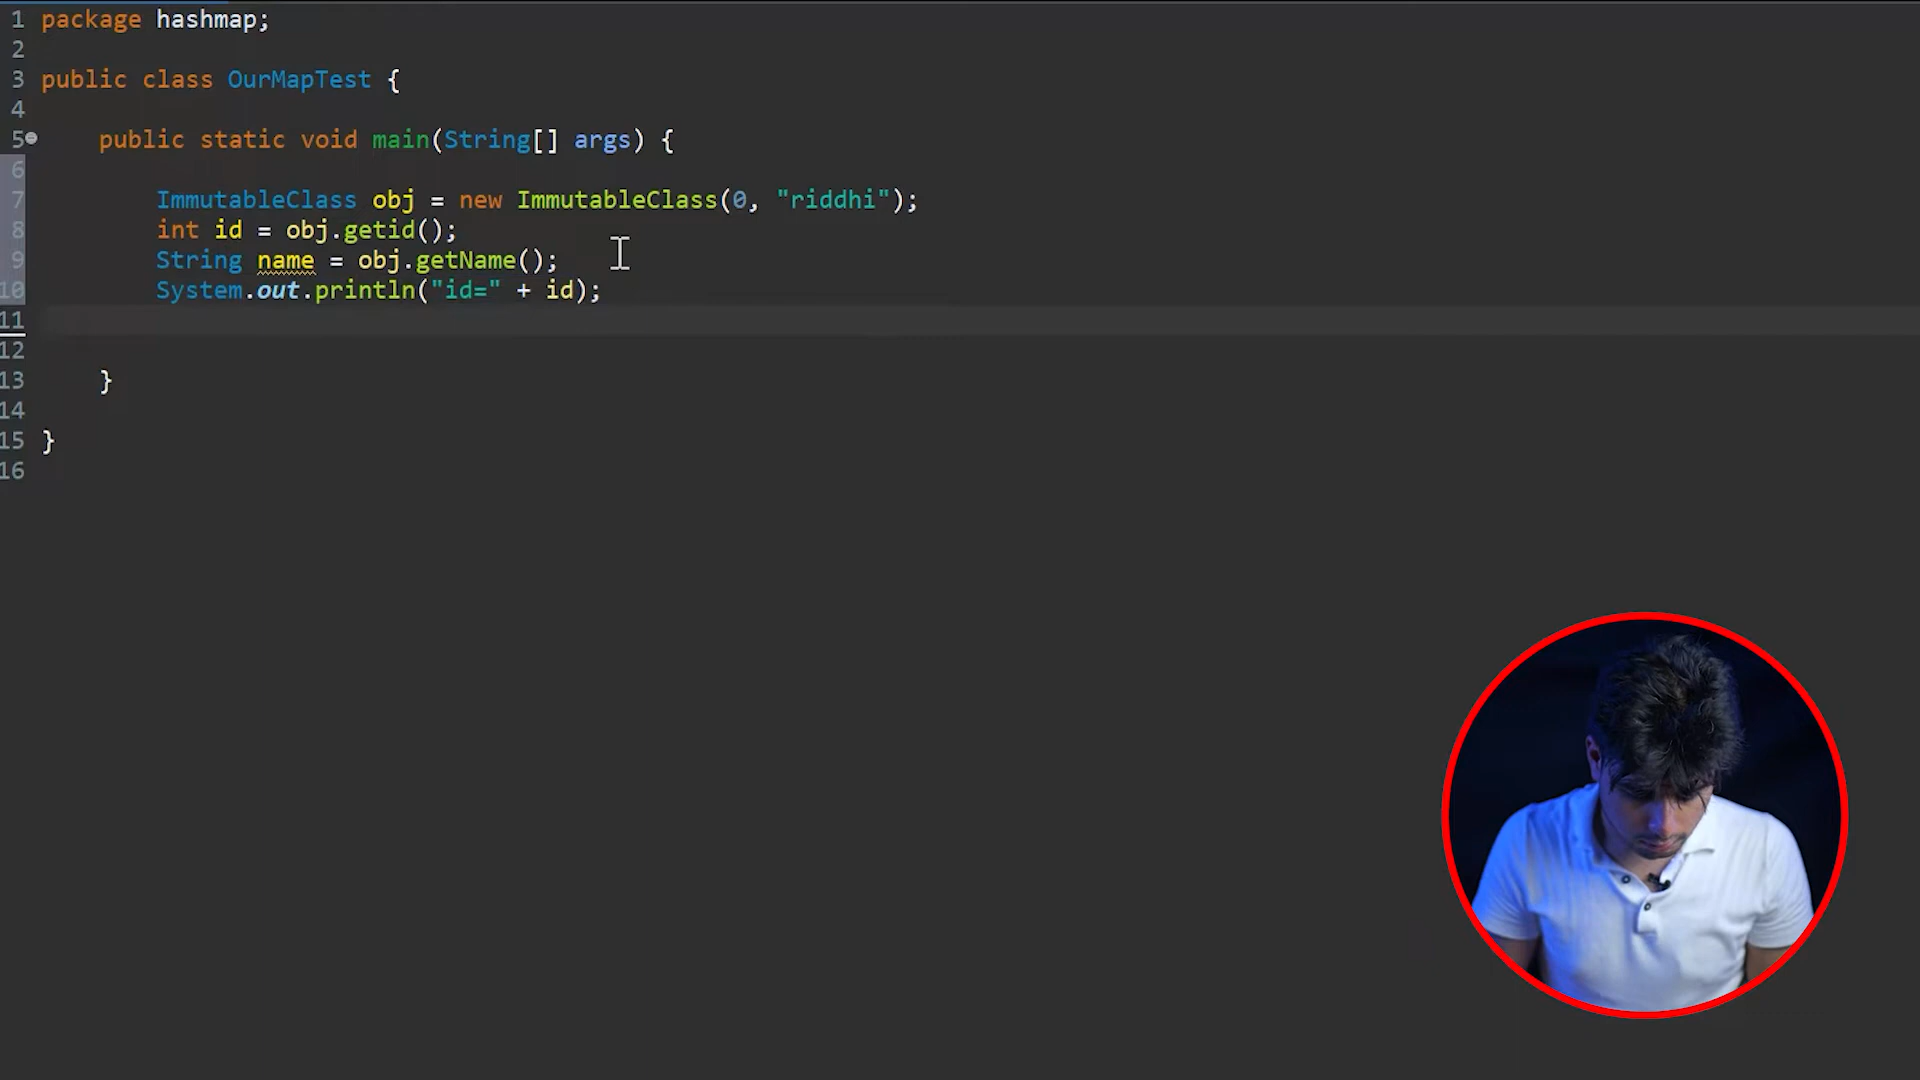 1 package hashmap;
2
3 public class OurMapTest {
4
5 public static void main(String[] args) {
6
7 ImmutableClass obj = new ImmutableClass(0, "riddhi");
8 int id = obj.getid();
9 String name = obj.getName();
10 System.out.println("id=" + id);
11
12
13 }
14
15 }
16